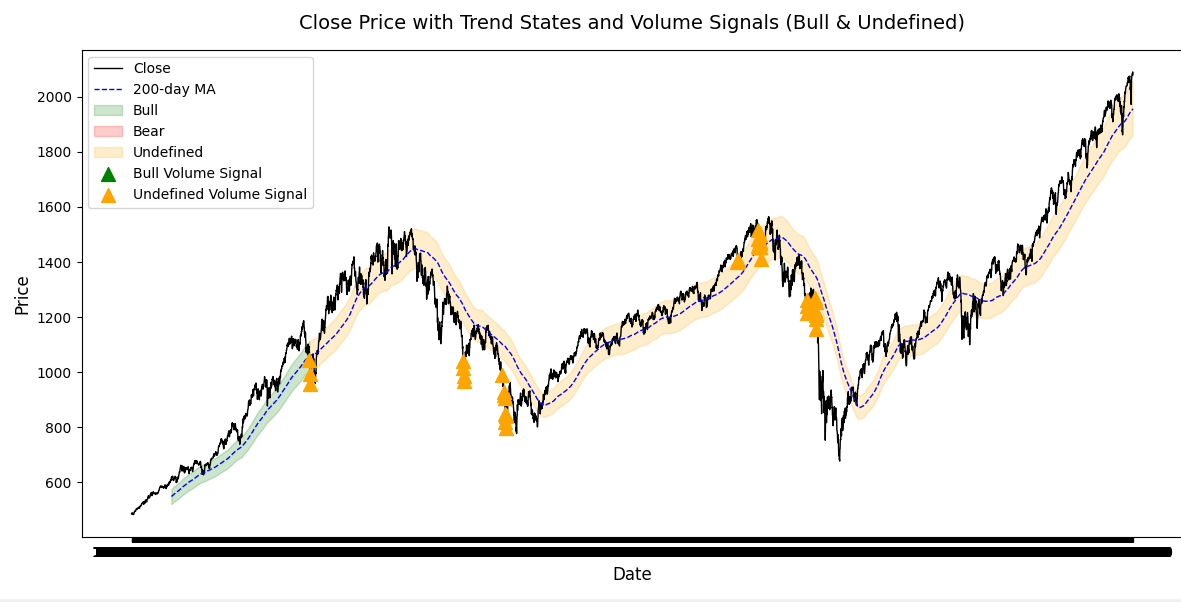 Close Price with Trend States and Volume Signals (Bull & Undefined)
Close
200-day MA
Bull
Bear
Undefined
Bull Volume Signal
Undefined Volume Signal
2000
1800
1600
1400
1200
1000
800
600
Price
Date